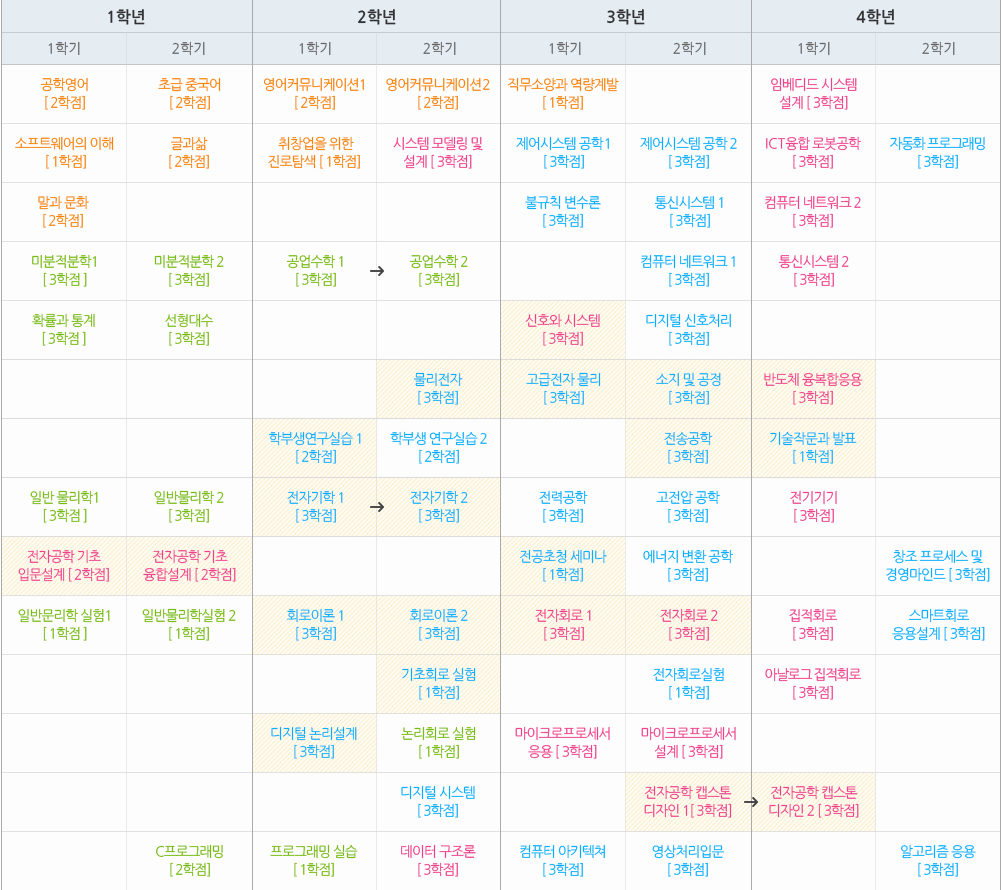 1학년 2학년 3학년 4학년
1학기 2학기 1학기 2학기 1학기 2학기 1학기 2학기
공학영어 초급 중국어 영어커뮤니케이션1 영어커뮤니케이션2 직무소양과 역량계발 임베디드 시스템
[ 2학점] [ 2학점] [ 2학점] [ 2학점] [ 1학점] 설계 [ 3학점]
소프트웨어의 이해 글과삶 취창업을 위한 시스템 모델링 및 제어시스템 공학1 제어시스템 공학 2 ICT융합 로봇공학 자동화 프로그래밍
[ 1학점] [ 2학점] 진로탐색 [ 1학점] 설계 [ 3학점] [ 3학점] [ 3학점] [ 3학점] [ 3학점]
말과 문화 불규칙 변수론 통신시스템 1 컴퓨터 네트워크 2
[ 2학점] [ 3학점] [ 3학점] [ 3학점]
미분적분학1 미분적분학 2 공업수학 1 → 공업수학 2 컴퓨터 네트워크 1 통신시스템 2
[ 3학점 ] [ 3학점] [ 3학점] [ 3학점] [ 3학점] [ 3학점]
확률과 통계 선형대수 신호와 시스템 디지털 신호처리
[ 3학점 ] [ 3학점] [ 3학점] [ 3학점]
물리전자 고급전자 물리 소지 및 공정 반도체 융복합응용
[ 3학점] [ 3학점] [ 3학점] [ 3학점]
학부생연구실습 1 학부생 연구실습 2 전송공학 기술작문과 발표
[ 2학점] [ 2학점] [ 3학점] [ 1학점]
일반 물리학1 일반물리학 2 전자기학 1 → 전자기학 2 전력공학 고전압 공학 전기기기
[ 3학점 ] [ 3학점] [ 3학점] [ 3학점] [ 3학점] [ 3학점] [ 3학점]
전자공학 기초 전자공학 기초 전공초청 세미나 에너지 변환 공학 창조 프로세스 및
입문설계 [ 2학점] 융합설계 [ 2학점] [ 1학점] [ 3학점] 경영마인드 [ 3학점]
일반문리학 실험1 일반물리학실험 2 회로이론 1 회로이론 2 전자회로 1 전자회로 2 집적회로 스마트회로
[ 1학점 ] [ 1학점] [ 3학점] [ 3학점] [ 3학점] [ 3학점] [ 3학점] 응용설계 [ 3학점]
기초회로 실험 전자회로실험 아날로그 집적회로
[ 1학점] [ 1학점] [ 3학점]
디지털 논리설계 논리회로 실험 마이크로프로세서 마이크로프로세서
[ 3학점] [ 1학점] 응용 [ 3학점] 설계 [ 3학점]
디지털 시스템 전자공학 캡스톤 → 전자공학 캡스톤
[ 3학점] 디자인 1[ 3학점] 디자인 2 [ 3학점]
C프로그래밍 프로그래밍 실습 데이터 구조론 컴퓨터 아키텍쳐 영상처리입문 알고리즘 응용
[ 2학점] [ 1학점] [ 3학점] [ 3학점] [ 3학점] [ 3학점]